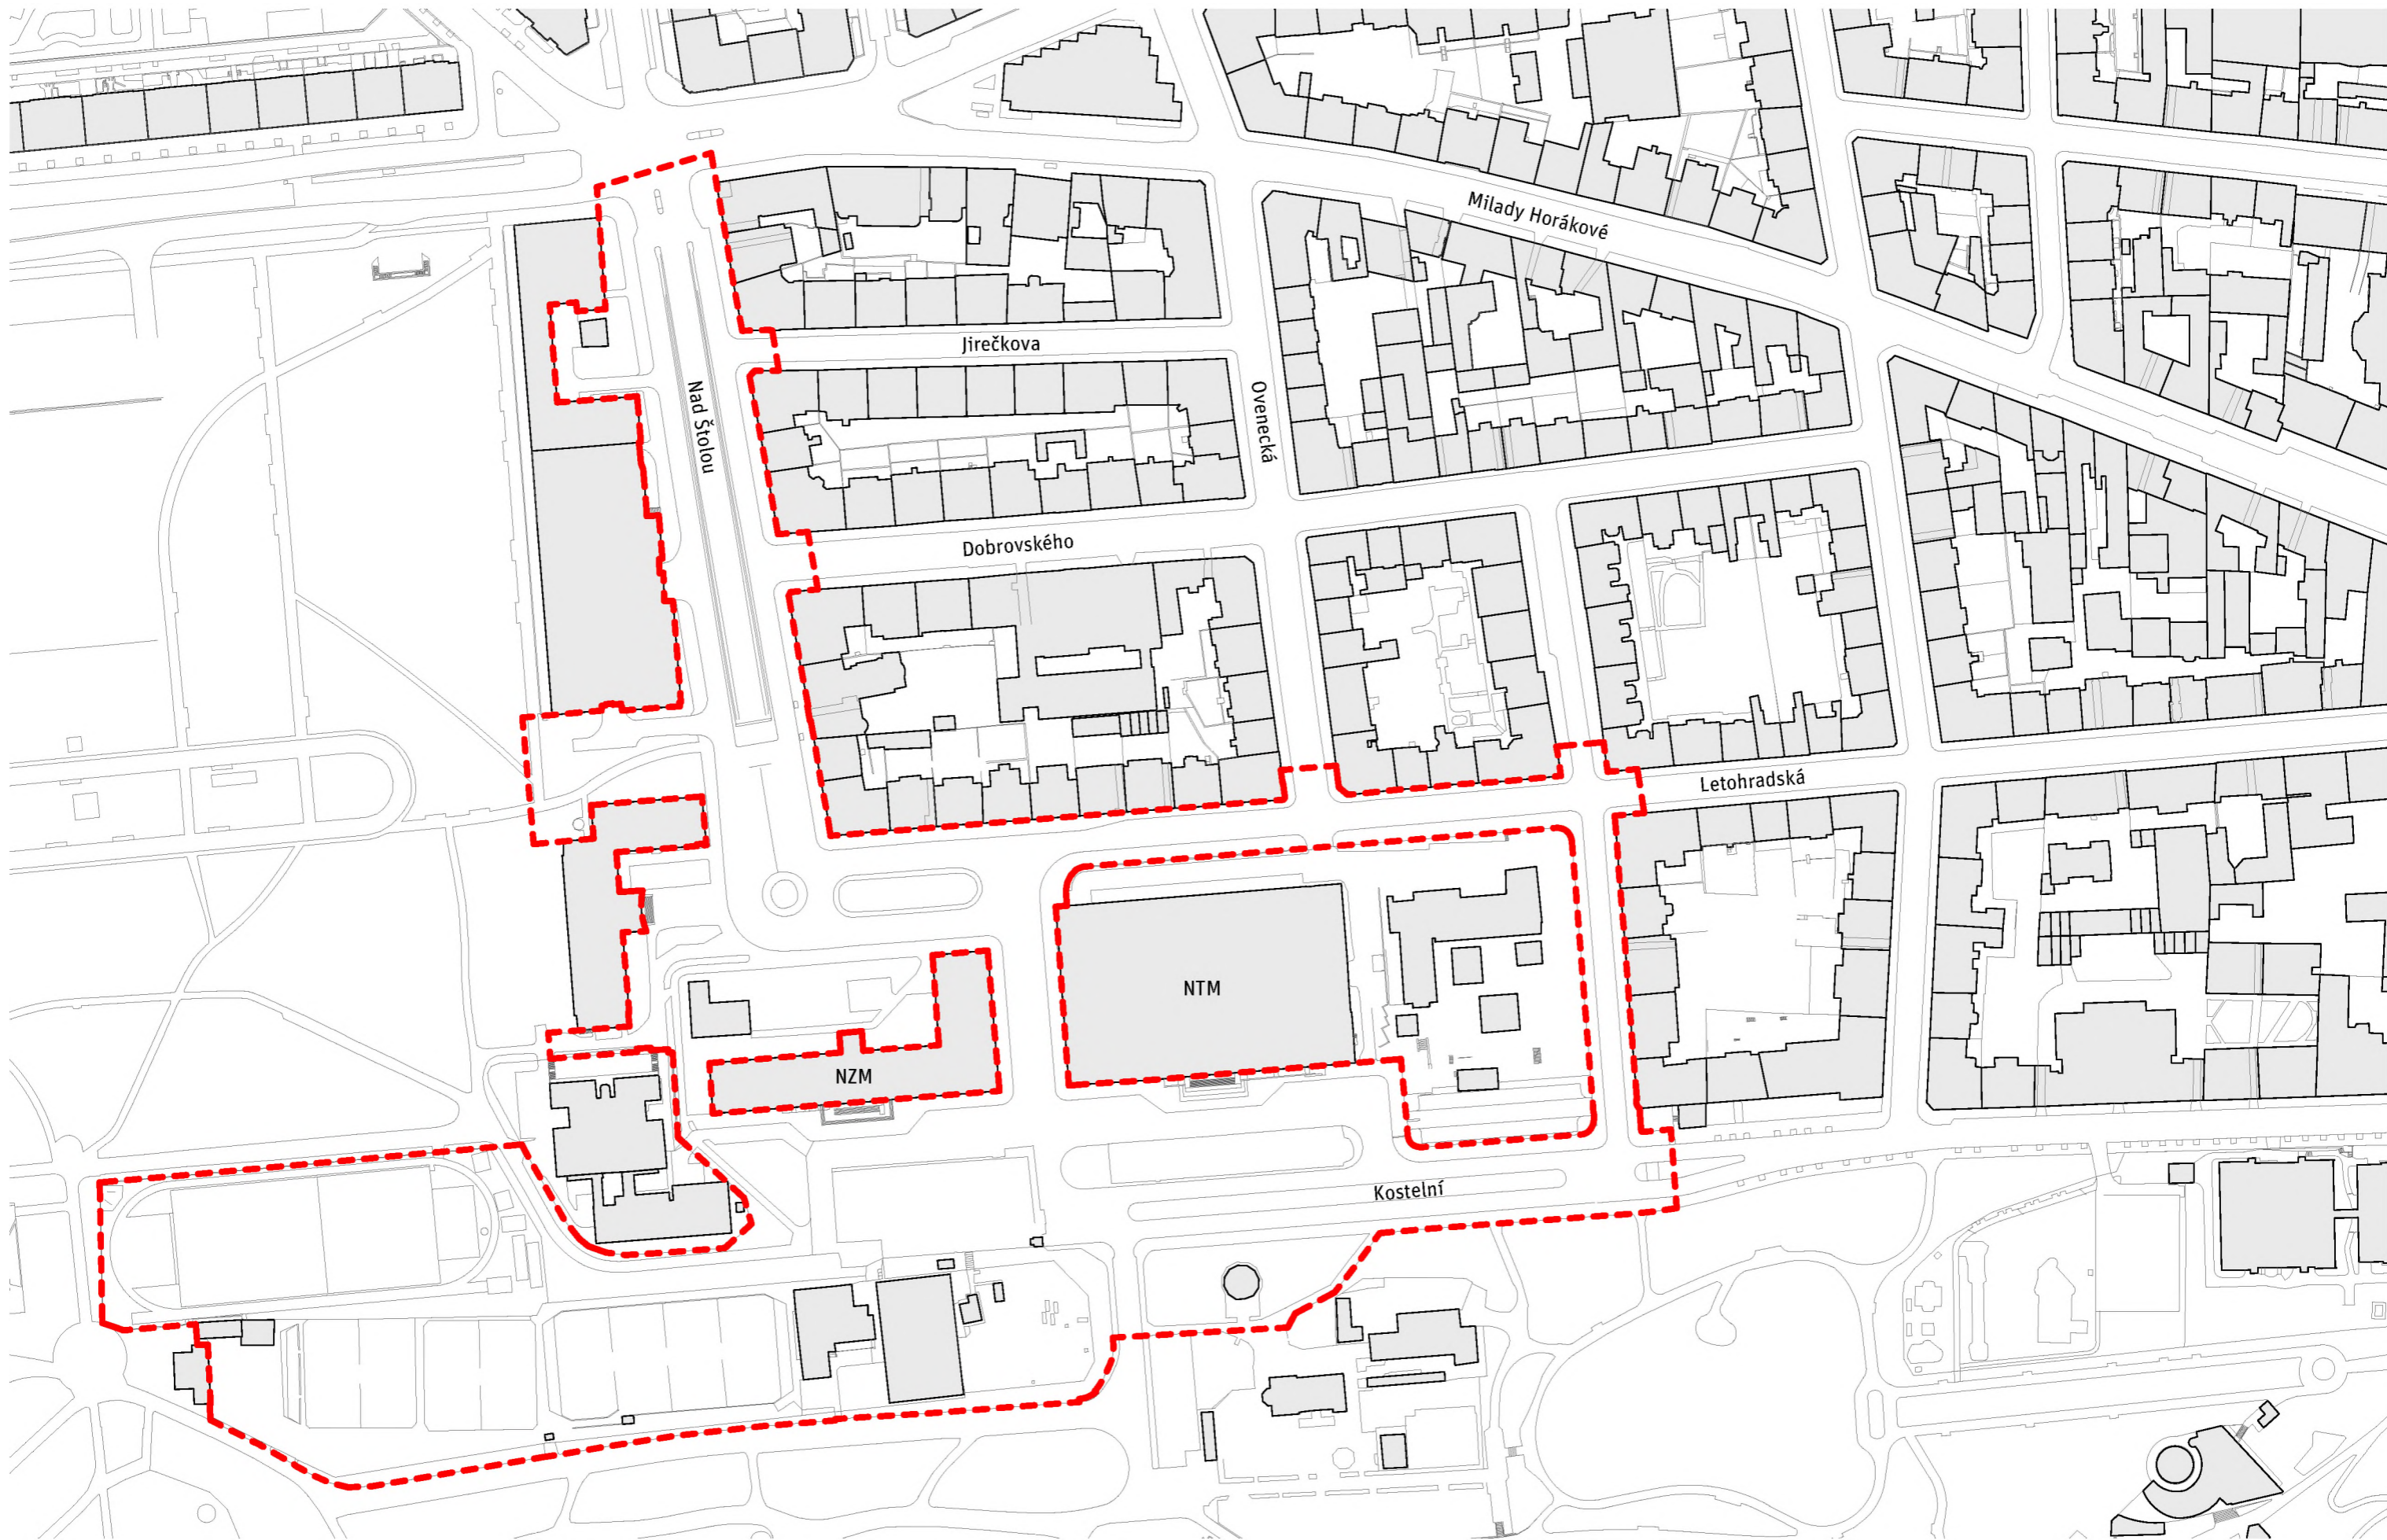 Milady Horákové
Jirečkova
Nad Štolou
Ovenecká
Dobrovského
Letohradská
NTM
NZM
Kostelní